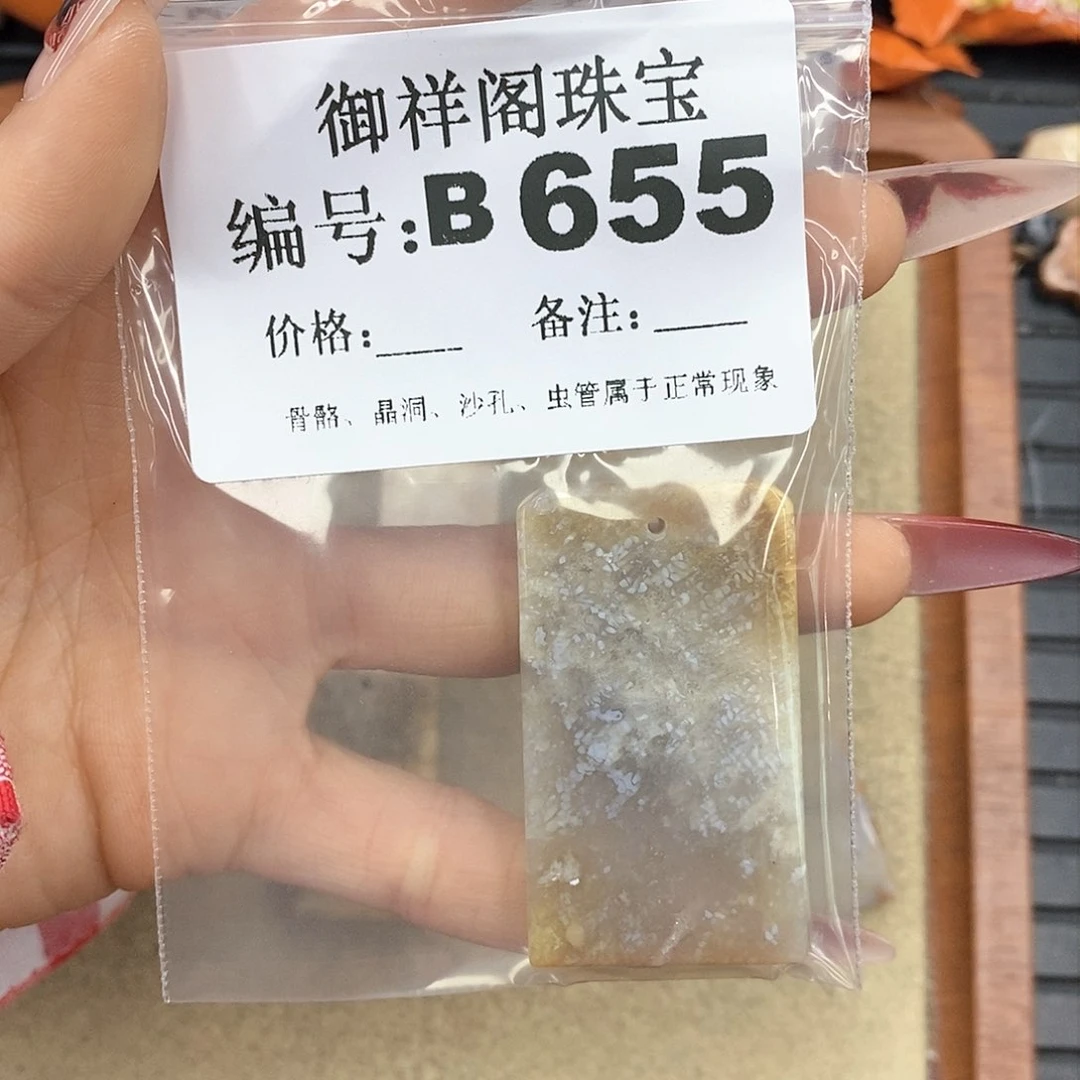 御祥阁珠宝
编号:B655
价格:____ 备注:____
骨骼、晶洞、沙孔、虫管属于正常现象